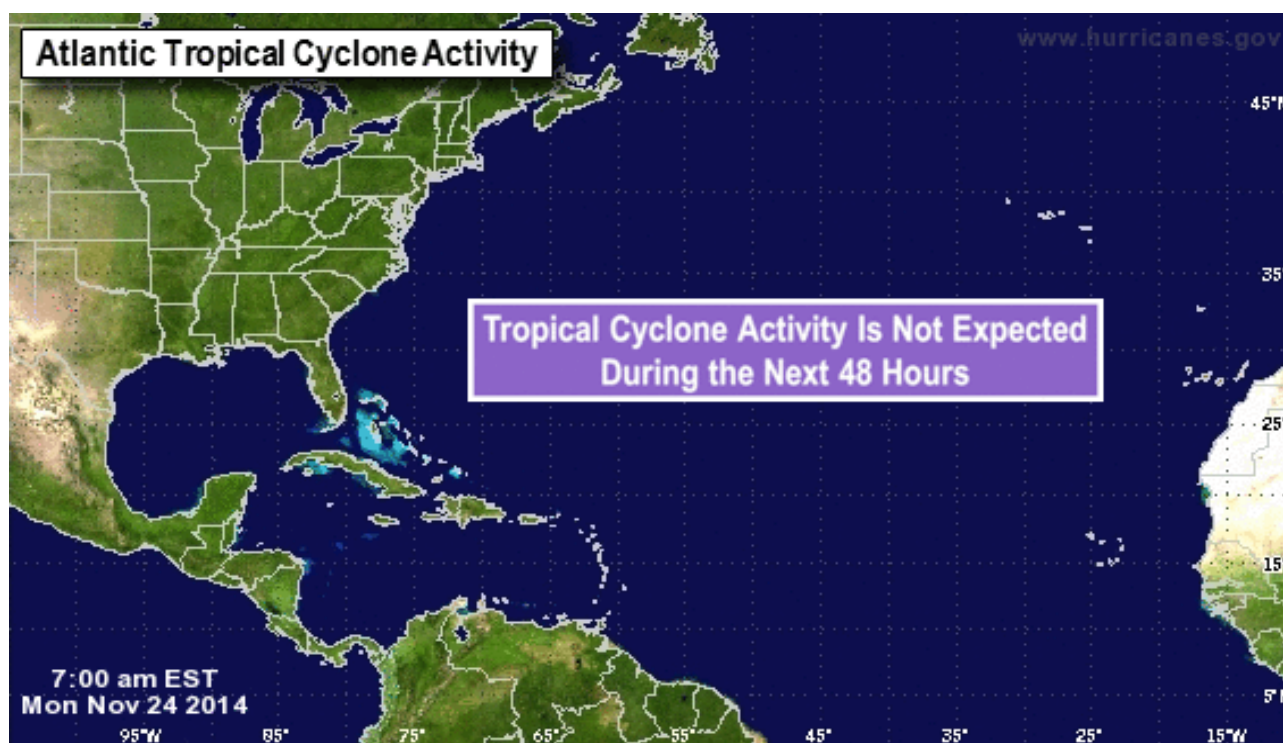 Atlantic Tropical Cyclone Activity
www.hurricanes.gov
45°N
35°
Tropical Cyclone Activity Is Not Expected
During the Next 48 Hours
25°
15°
7:00 am EST
Mon Nov 24 2014
5°N
95°W 85° 75° 65° 55° 45° 35° 25° 15°W